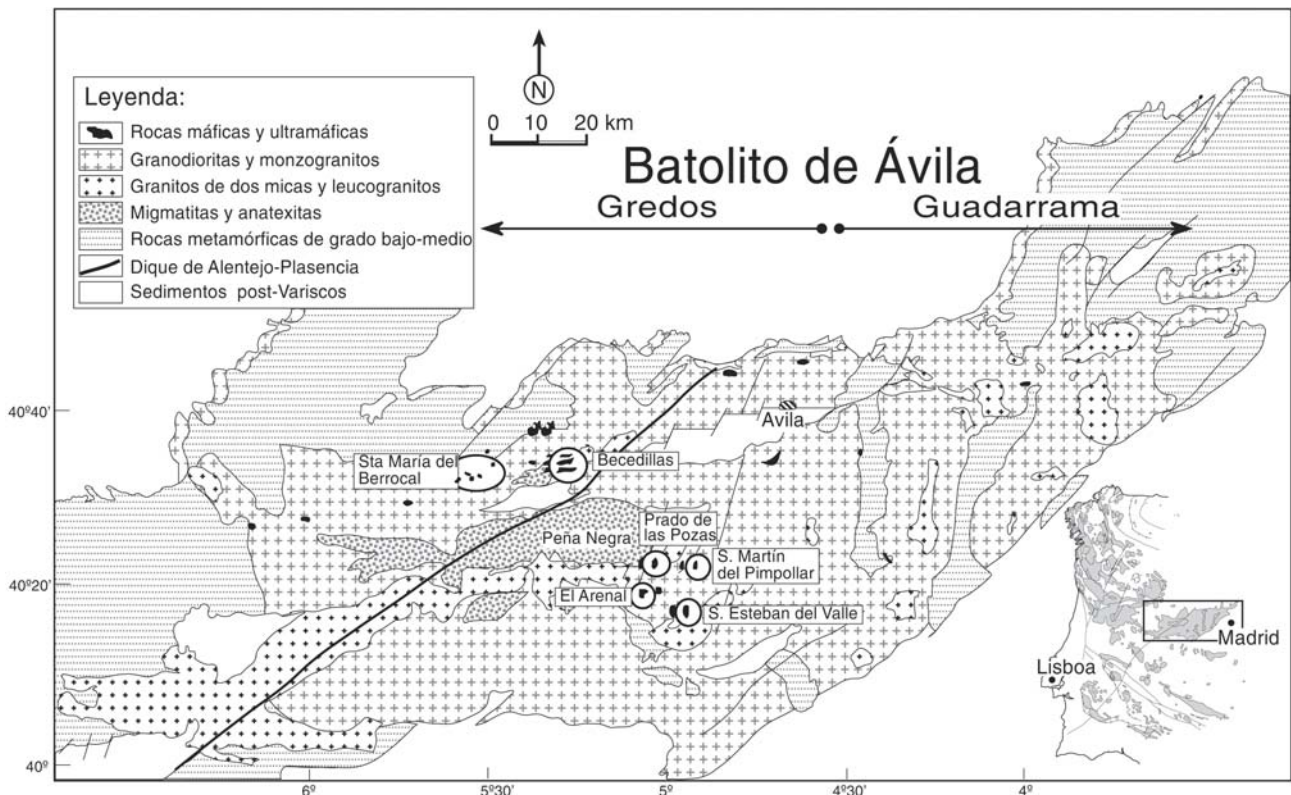 Leyenda:
Rocas máficas y ultramáficas
Granodioritas y monzogranitos
Granitos de dos micas y leucogranitos
Migmatitas y anatexitas
Rocas metamórficas de grado bajo-medio
Dique de Alentejo-Plasencia
Sedimentos post-Variscos
N
0 10 20 km
Batolito de Ávila
Gredos
Guadarrama
40º40'
40º20'
40º
Avila
Sta María del
Berrocal
Becedillas
Peña Negra
Prado de
las Pozas
S. Martín
del Pimpollar
El Arenal
S. Esteban del Valle
Madrid
Lisboa
6º
5º30'
5º
4º30'
4º